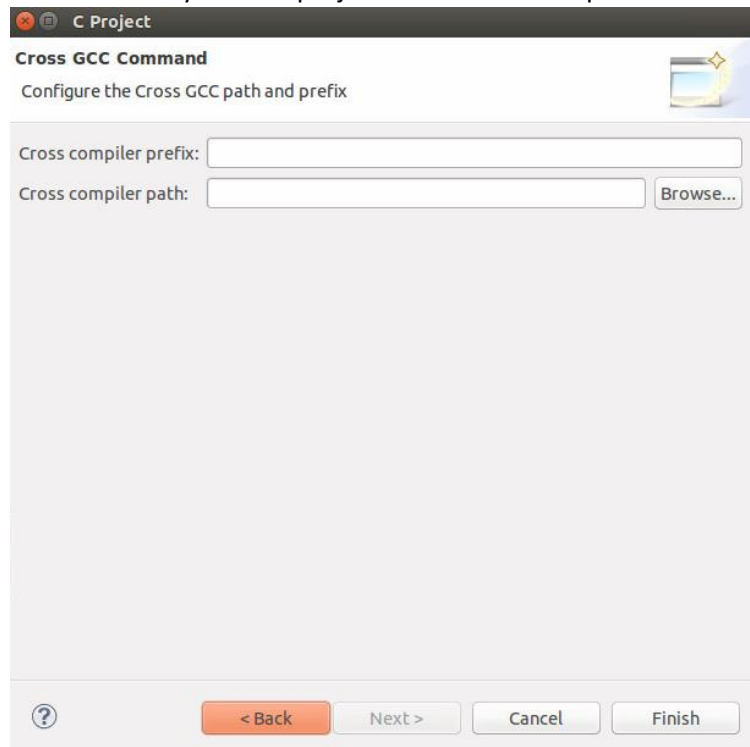 C Project
Cross GCC Command
Configure the Cross GCC path and prefix
Cross compiler prefix:
Cross compiler path: Browse...
? < Back Next > Cancel Finish